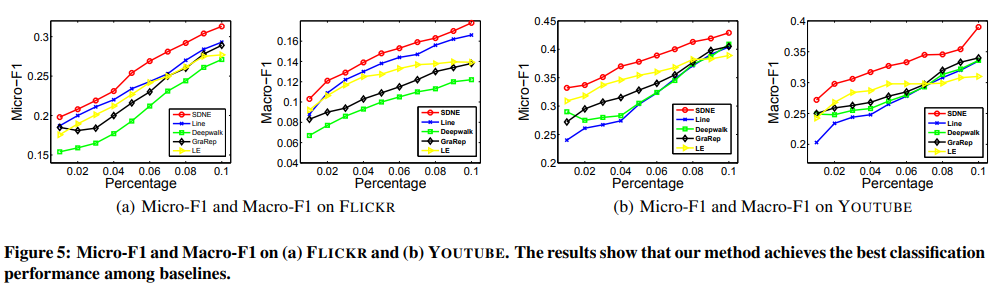 0.3
0.25
0.2
0.15
Micro-F1
0.02 0.04 0.06 0.08 0.1
Percentage
SDNE
Line
Deepwalk
GraRep
LE
0.16
0.14
0.12
0.1
0.08
0.06
0.04
Macro-F1
0.02 0.04 0.06 0.08 0.1
Percentage
SDNE
Line
Deepwalk
GraRep
LE
(a) Micro-F1 and Macro-F1 on FLICKR
0.45
0.4
0.35
0.3
0.25
0.2
Micro-F1
0.02 0.04 0.06 0.08 0.1
Percentage
SDNE
Line
Deepwalk
GraRep
LE
0.4
0.35
0.3
0.25
0.2
Macro-F1
0.02 0.04 0.06 0.08 0.1
Percentage
SDNE
Line
Deepwalk
GraRep
LE
(b) Micro-F1 and Macro-F1 on YOUTUBE
Figure 5: Micro-F1 and Macro-F1 on (a) FLICKR and (b) YOUTUBE. The results show that our method achieves the best classification
performance among baselines.